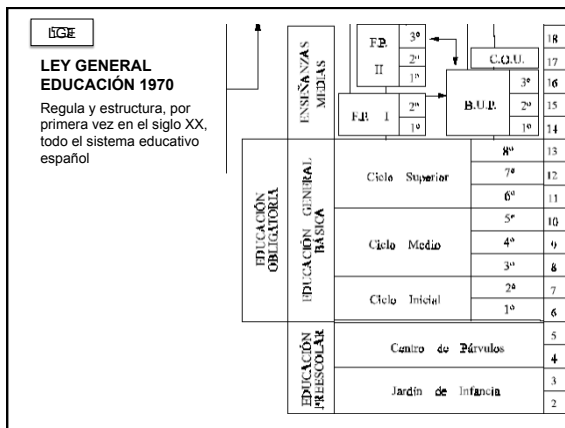 LGE
LEY GENERAL
EDUCACIÓN 1970
Regula y estructura, por
primera vez en el siglo XX,
todo el sistema educativo
español
ENSEÑANZAS
MEDIAS
F.P.
II
3º
2º
1º
C.O.U.
18
17
16
F.P. I
2º
1º
B.U.P.
3º
2º
1º
15
14
EDUCACIÓN
OBLIGATORIA
EDUCACIÓN GENERAL
BÁSICA
Ciclo Superior
8º
7º
6º
13
12
11
Ciclo Medio
5º
4º
3º
10
9
8
Ciclo Inicial
2º
1º
7
6
EDUCACIÓN
PREESCOLAR
Centro de Párvulos
5
4
Jardín de Infancia
3
2